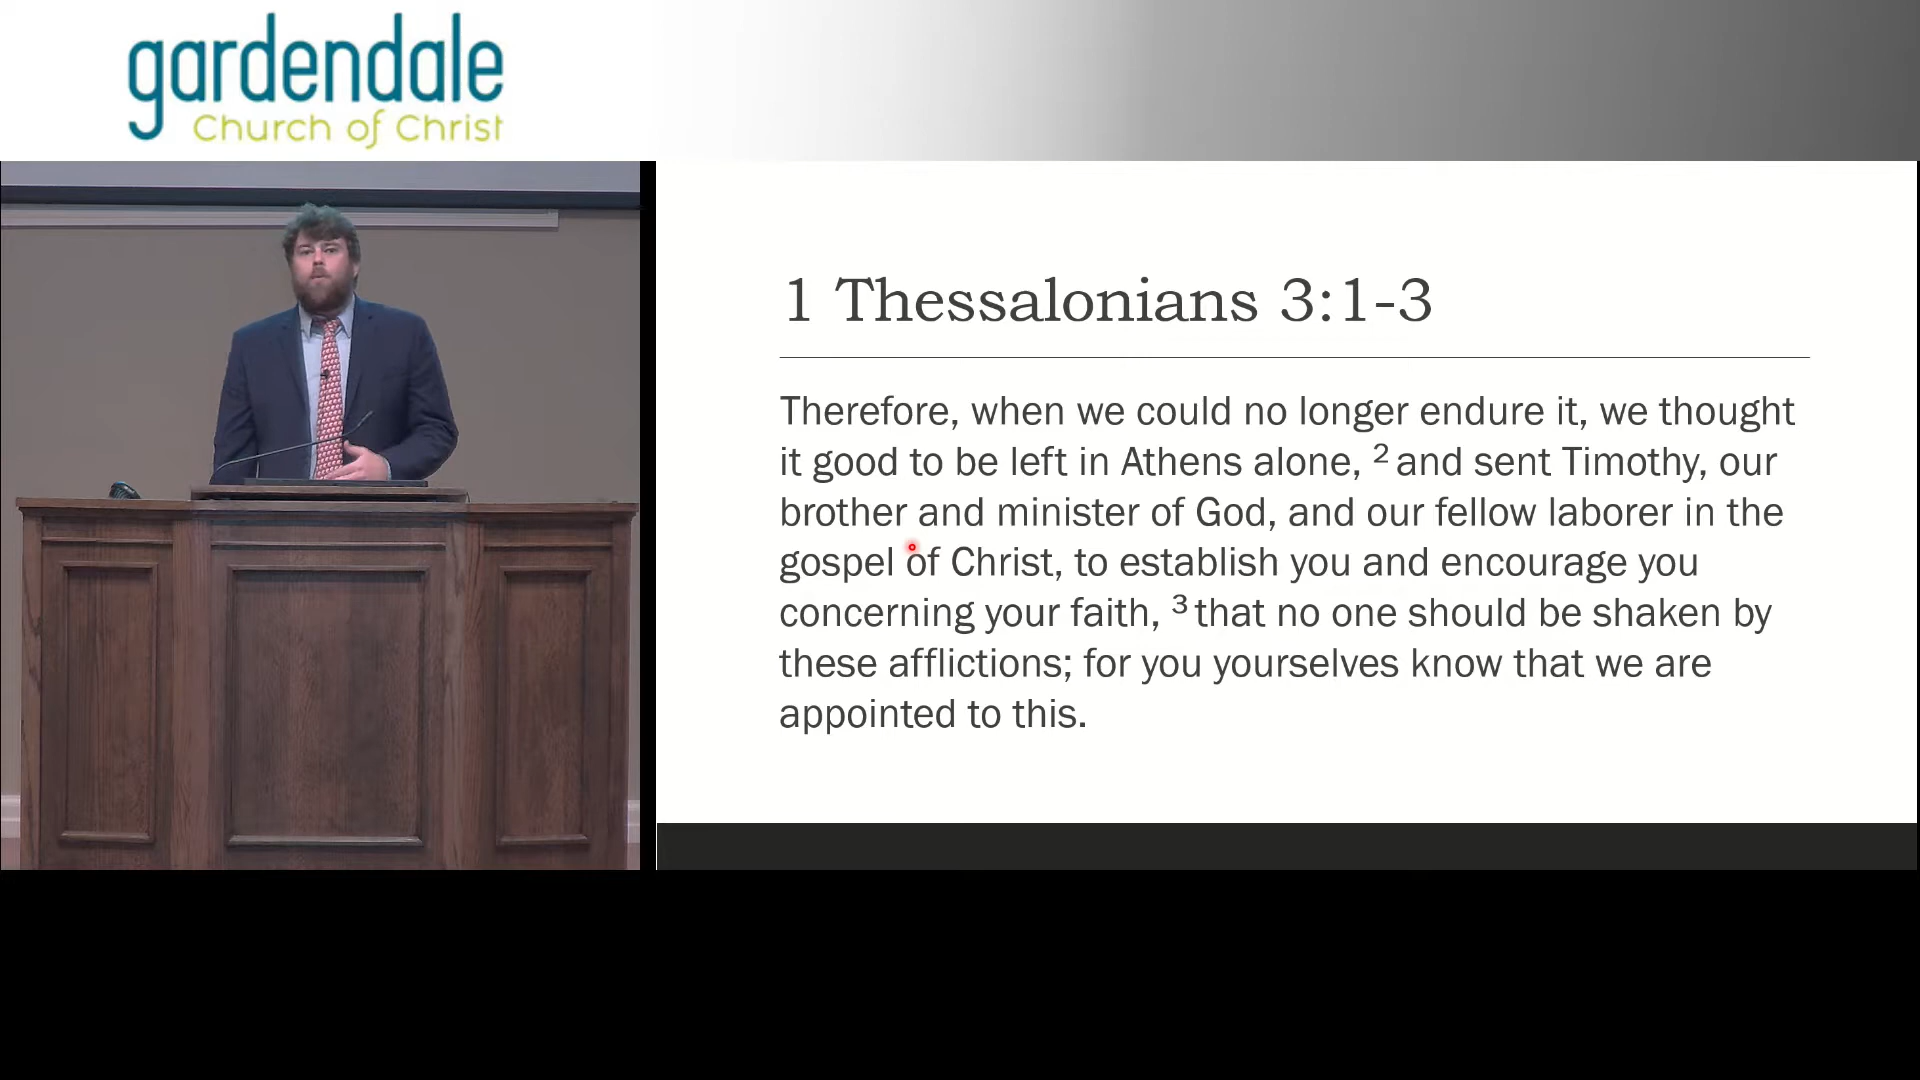 gardendale
Church of Christ
1 Thessalonians 3:1-3
Therefore, when we could no longer endure it, we thought
it good to be left in Athens alone, ² and sent Timothy, our
brother and minister of God, and our fellow laborer in the
gospel of Christ, to establish you and encourage you
concerning your faith, ³ that no one should be shaken by
these afflictions; for you yourselves know that we are
appointed to this.